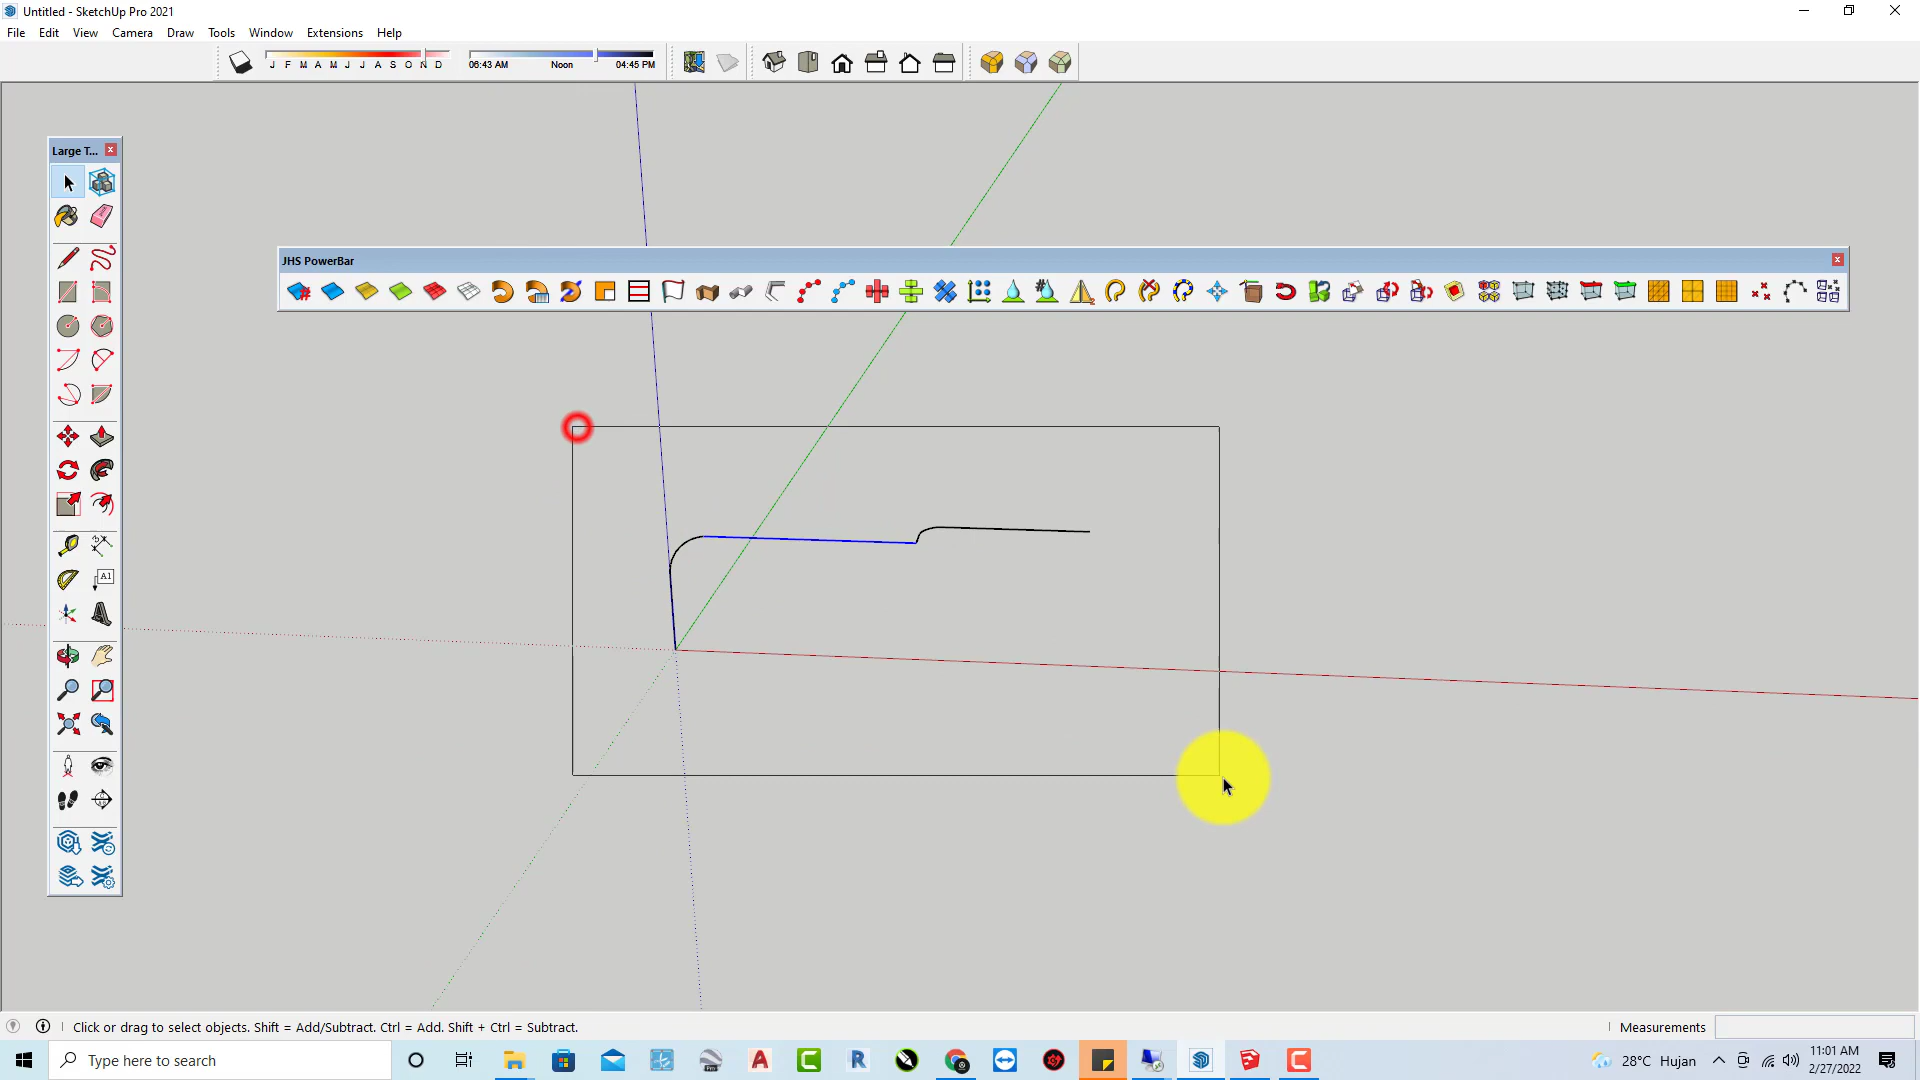 Untitled - SketchUp Pro 2021
File Edit View Camera Draw Tools Window Extensions Help
J F M A M J J A S O N D
06:43 AM Noon 04:45 PM
Large T...
JHS PowerBar
A1
Click or drag to select objects. Shift = Add/Subtract. Ctrl = Add. Shift + Ctrl = Subtract.
Measurements
Type here to search
28°C Hujan
11:01 AM
2/27/2022